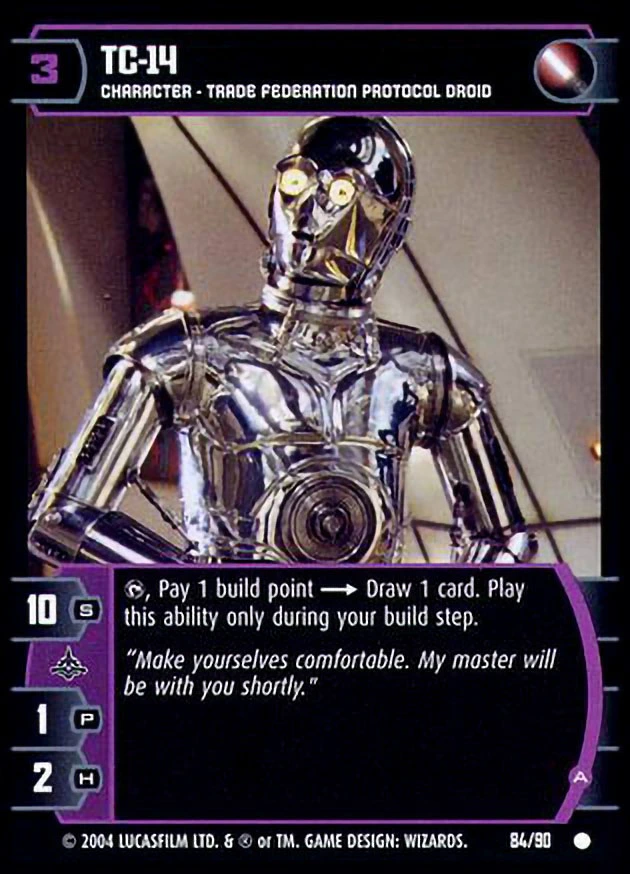 3
TC-14
CHARACTER - TRADE FEDERATION PROTOCOL DROID
10 S
, Pay 1 build point → Draw 1 card. Play
this ability only during your build step.
"Make yourselves comfortable. My master will
be with you shortly."
1 P
2 H
A
© 2004 LUCASFILM LTD. & ® or TM. GAME DESIGN: WIZARDS.
84/90